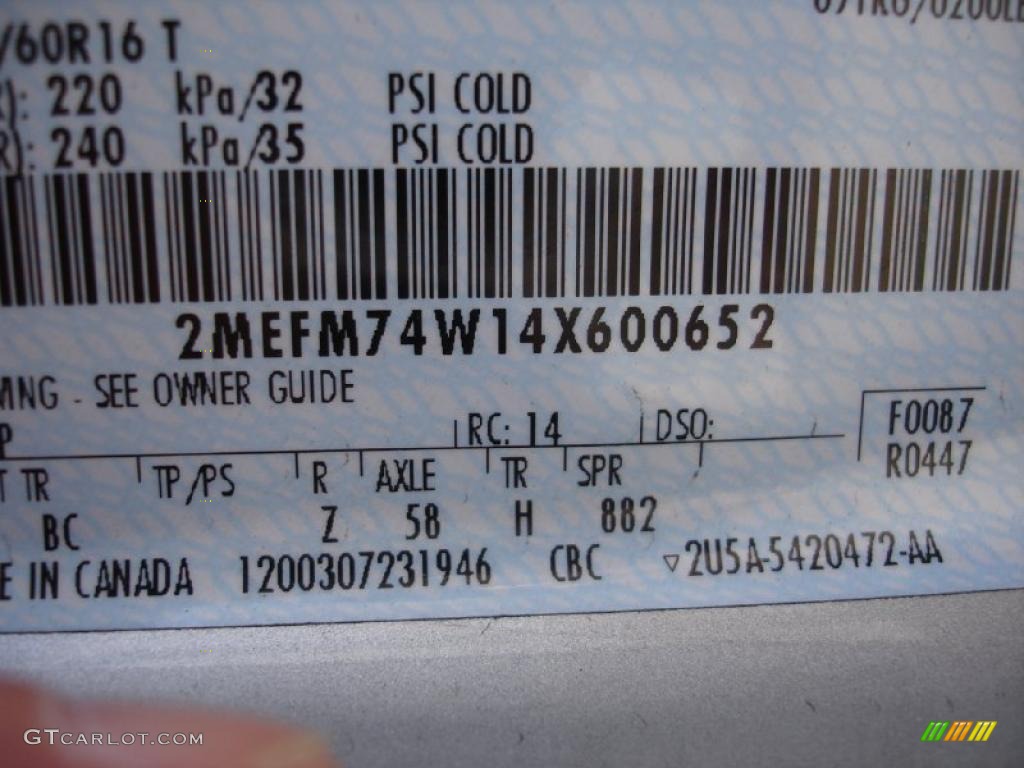 /60R16 T
): 220 kPa/32 PSI COLD
R): 240 kPa/35 PSI COLD
2MEFM74W14X600652
MNG - SEE OWNER GUIDE
RC: 14 DSO:
F0087
R0447
T TR TP/PS R AXLE TR SPR
BC Z 58 H 882
E IN CANADA 1200307231946 CBC ▿2U5A-5420472-AA
GTCARLOT.COM